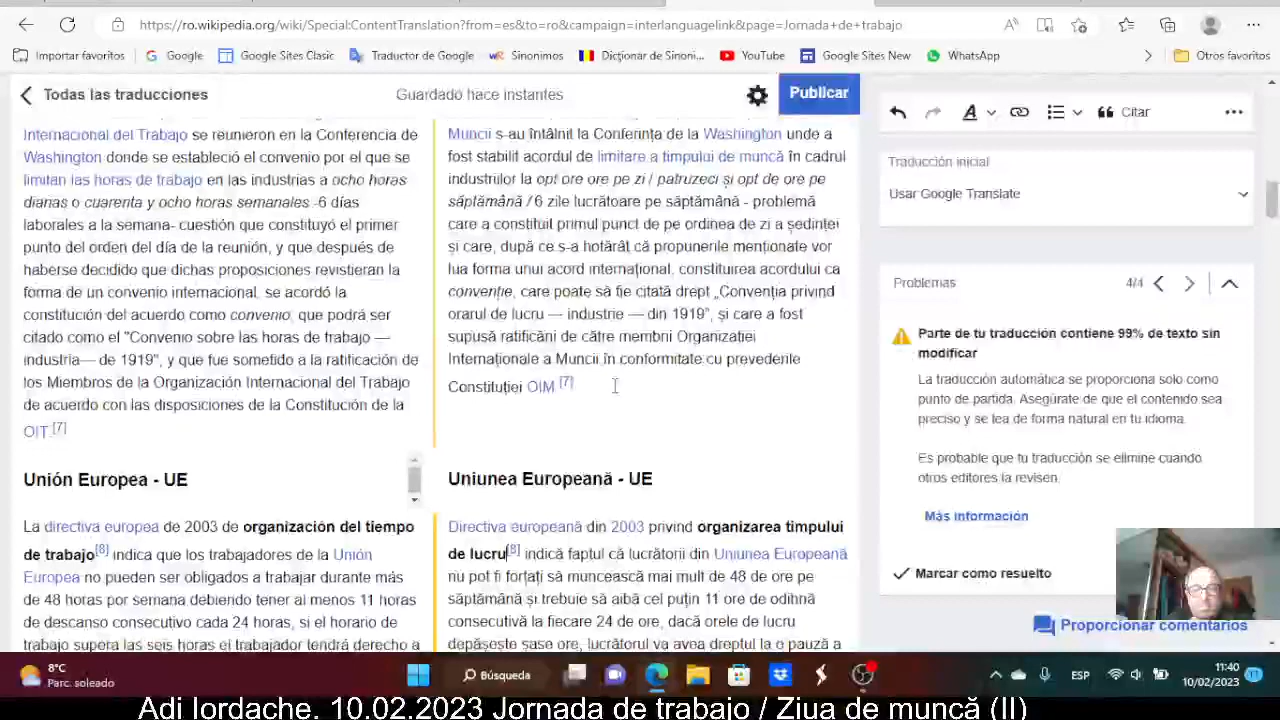 https://ro.wikipedia.org/wiki/Special:ContentTranslation?from=es&to=ro&campaign=interlanguagelink&page=Jornada+de+trabajo
Importar favoritos
Google
Google Sites Clasic
Traductor de Google
Sinonimos
Dicționar de Sinoni...
YouTube
Google Sites New
WhatsApp
Otros favoritos
Todas las traducciones
Guardado hace instantes
Publicar
Internacional del Trabajo se reunieron en la Conferencia de
Washington donde se estableció el convenio por el que se
limitan las horas de trabajo en las industrias a ocho horas
diarias o cuarenta y ocho horas semanales -6 días
laborales a la semana- cuestión que constituyó el primer
punto del orden del día de la reunión, y que después de
haberse decidido que dichas proposiciones revistieran la
forma de un convenio internacional, se acordó la
constitución del acuerdo como convenio, que podrá ser
citado como el "Convenio sobre las horas de trabajo —
industria— de 1919", y que fue sometido a la ratificación de
los Miembros de la Organización Internacional del Trabajo
de acuerdo con las disposiciones de la Constitución de la
OIT.[7]
Unión Europea - UE
La directiva europea de 2003 de organización del tiempo
de trabajo[8] indica que los trabajadores de la Unión
Europea no pueden ser obligados a trabajar durante más
de 48 horas por semana debiendo tener al menos 11 horas
de descanso consecutivo cada 24 horas, si el horario de
trabajo supera las seis horas el trabajador tendrá derecho a
Muncii s-au întâlnit la Conferința de la Washington unde a
fost stabilit acordul de limitare a timpului de muncă în cadrul
industriilor la opt ore ore pe zi / patruzeci și opt de ore pe
săptămână / 6 zile lucrătoare pe săptămână - problemă
care a constituit primul punct de pe ordinea de zi a ședinței
și care, după ce s-a hotărât că propunerile menționate vor
lua forma unui acord internațional, constituirea acordului ca
convenție, care poate să fie citată drept „Convenția privind
orarul de lucru — industrie — din 1919”, și care a fost
supusă ratificării de către membrii Organizației
Internaționale a Muncii în conformitate cu prevederile
Constituției OIM.[7]
Uniunea Europeană - UE
Directiva europeană din 2003 privind organizarea timpului
de lucru[8] indică faptul că lucrătorii din Uniunea Europeană
nu pot fi forțați să muncească mai mult de 48 de ore pe
săptămână și trebuie să aibă cel puțin 11 ore de odihnă
consecutivă la fiecare 24 de ore, dacă orele de lucru
depășește șase ore, lucrătorul va avea dreptul la o pauză a
Citar
Traducción inicial
Usar Google Translate
Problemas
4/4
Parte de tu traducción contiene 99% de texto sin
modificar
La traducción automática se proporciona solo como
punto de partida. Asegúrate de que el contenido sea
preciso y se lea de forma natural en tu idioma.
Es probable que tu traducción se elimine cuando
otros editores la revisen.
Más información
Marcar como resuelto
Proporcionar comentarios
8°C
Parc. soleado
Búsqueda
ESP
11:40
10/02/2023
Adi Iordache. 10.02.2023 Jornada de trabajo / Ziua de muncă (II)